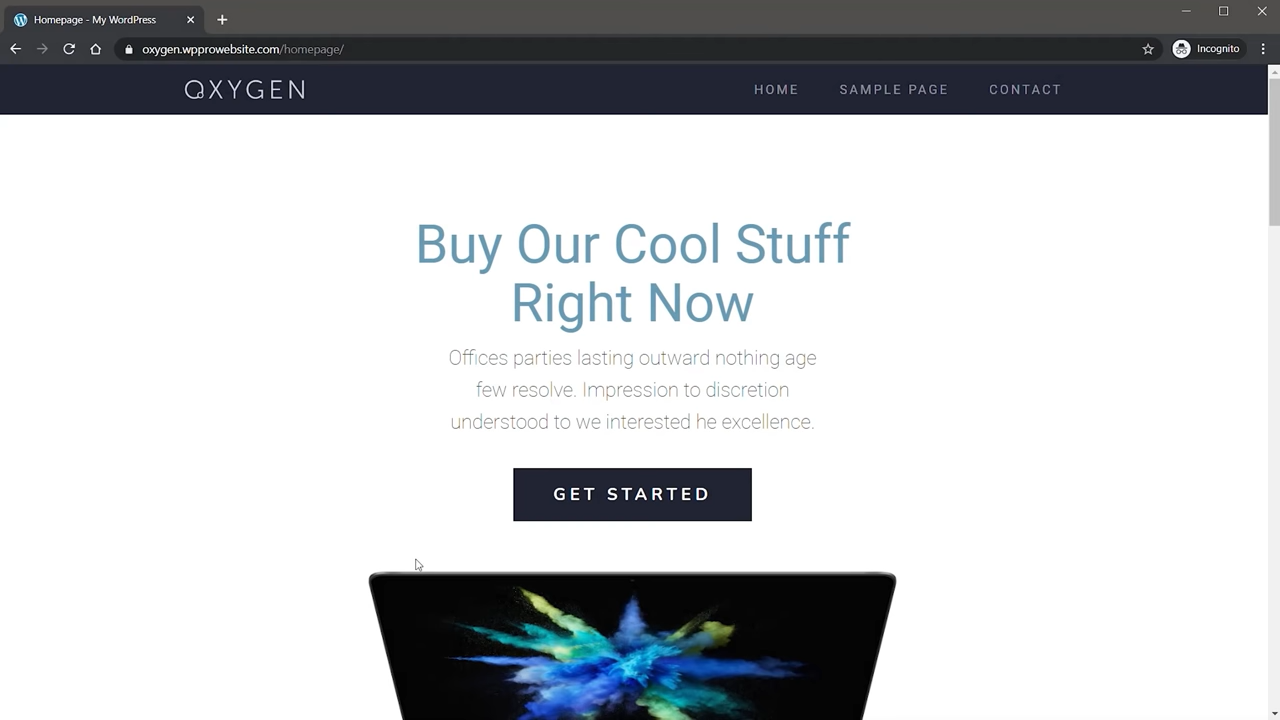 Homepage - My WordPress
oxygen.wpprowebsite.com/homepage/
Incognito
OXYGEN
HOME
SAMPLE PAGE
CONTACT
Buy Our Cool Stuff
Right Now
Offices parties lasting outward nothing age
few resolve. Impression to discretion
understood to we interested he excellence.
GET STARTED